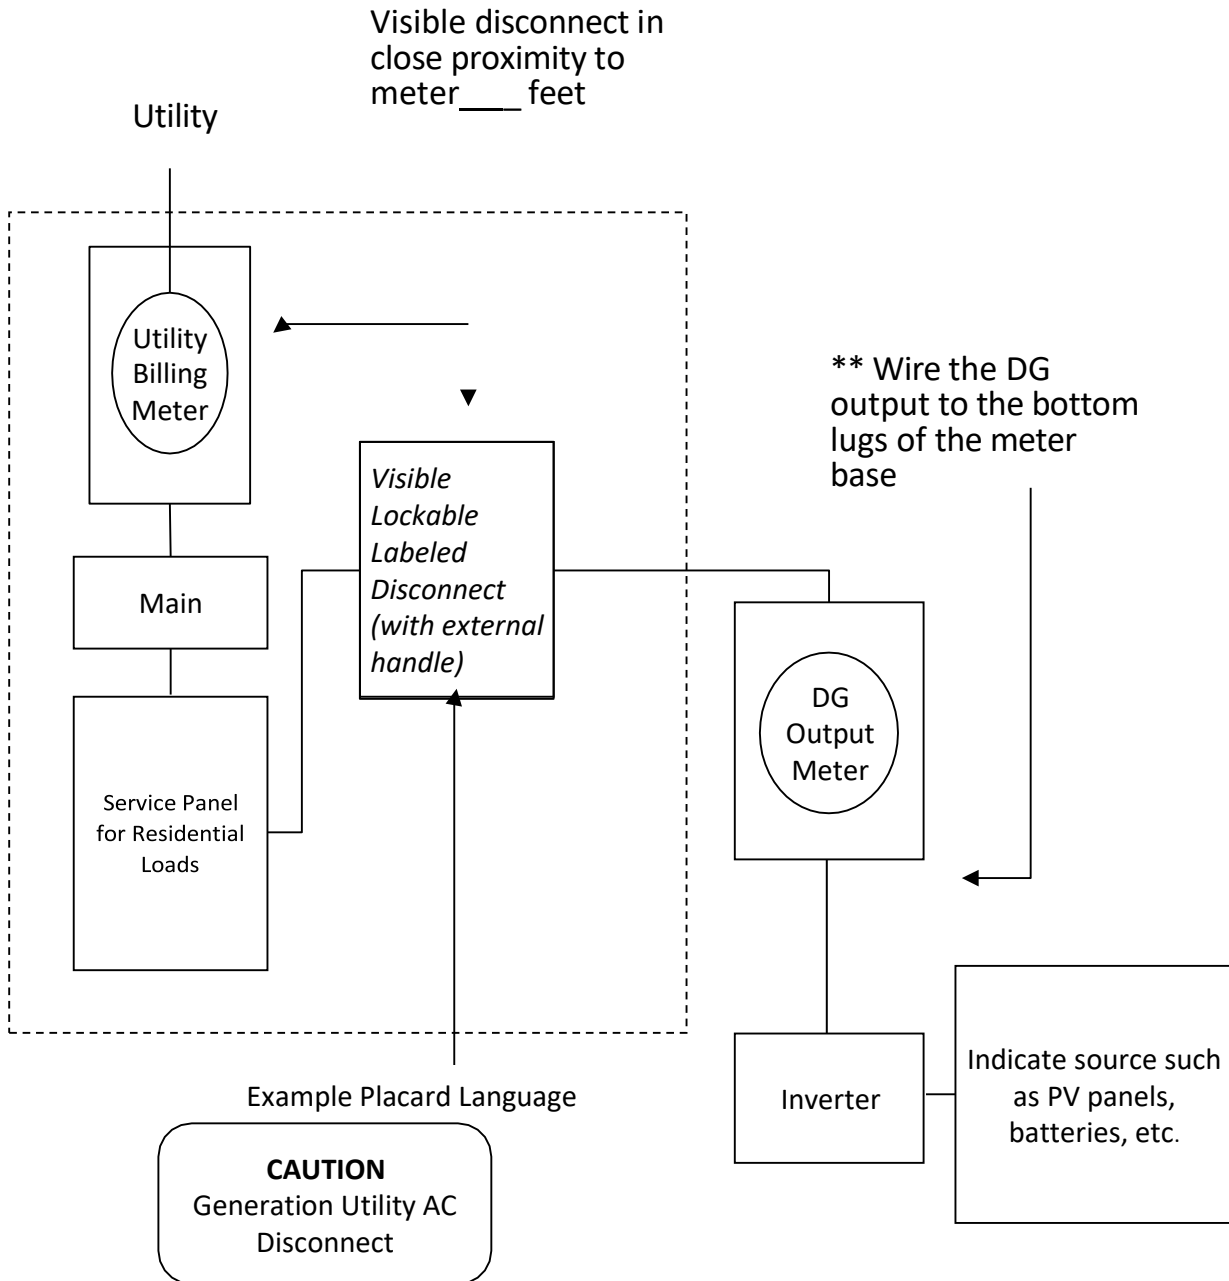 Visible disconnect in
close proximity to
meter____ feet
Utility
Utility
Billing
Meter
** Wire the DG
output to the bottom
lugs of the meter
base
Visible
Lockable
Labeled
Disconnect
(with external
handle)
Main
DG
Output
Meter
Service Panel
for Residential
Loads
Inverter
Indicate source such
as PV panels,
batteries, etc.
Example Placard Language
CAUTION
Generation Utility AC
Disconnect